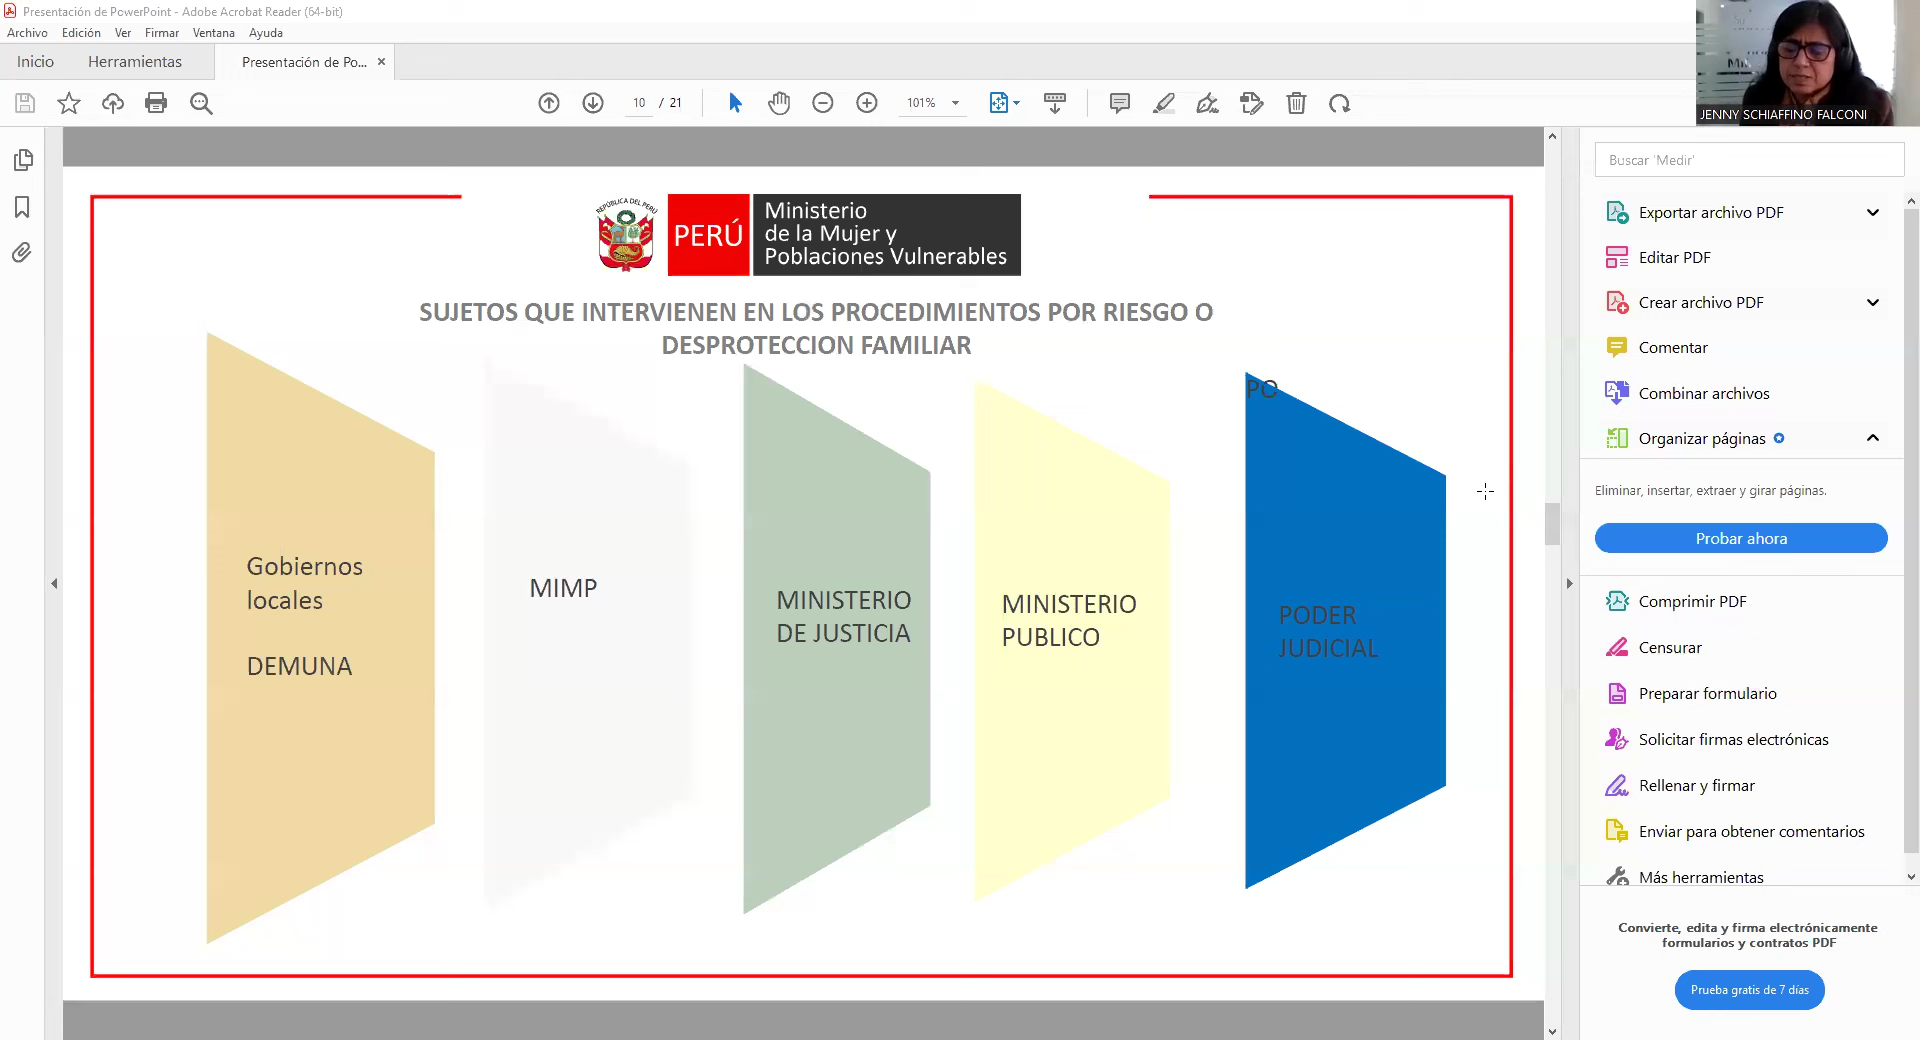 Presentación de PowerPoint - Adobe Acrobat Reader (64-bit)
Archivo Edición Ver Firmar Ventana Ayuda
Inicio Herramientas Presentación de Po... ×
10 / 21 101%
JENNY SCHIAFFINO FALCONI
REPÚBLICA DEL PERÚ
PERÚ
Ministerio
de la Mujer y
Poblaciones Vulnerables
SUJETOS QUE INTERVIENEN EN LOS PROCEDIMIENTOS POR RIESGO O
DESPROTECCION FAMILIAR
Gobiernos
locales
DEMUNA
MIMP
MINISTERIO
DE JUSTICIA
MINISTERIO
PUBLICO
PO
PODER
JUDICIAL
Buscar 'Medir'
Exportar archivo PDF
Editar PDF
Crear archivo PDF
Comentar
Combinar archivos
Organizar páginas
Eliminar, insertar, extraer y girar páginas.
Probar ahora
Comprimir PDF
Censurar
Preparar formulario
Solicitar firmas electrónicas
Rellenar y firmar
Enviar para obtener comentarios
Más herramientas
Convierte, edita y firma electrónicamente
formularios y contratos PDF
Prueba gratis de 7 días